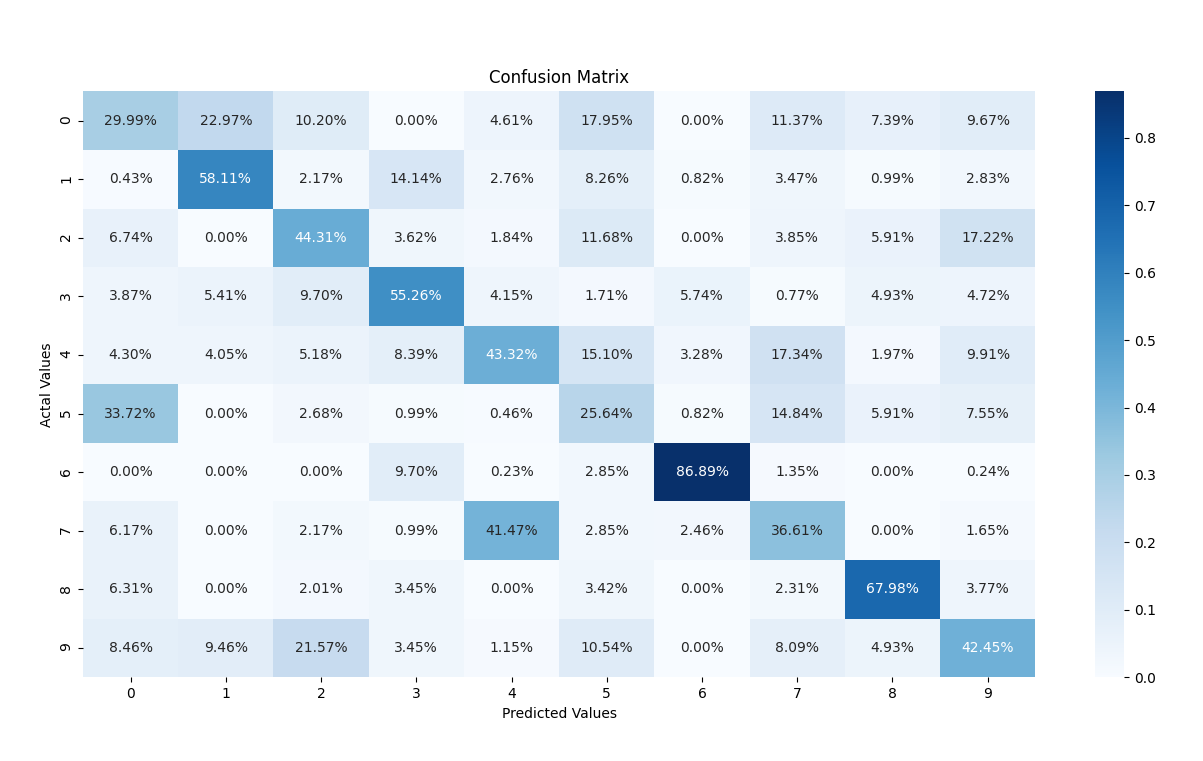 Confusion Matrix
0 29.99% 22.97% 10.20% 0.00% 4.61% 17.95% 0.00% 11.37% 7.39% 9.67%
1 0.43% 58.11% 2.17% 14.14% 2.76% 8.26% 0.82% 3.47% 0.99% 2.83%
2 6.74% 0.00% 44.31% 3.62% 1.84% 11.68% 0.00% 3.85% 5.91% 17.22%
3 3.87% 5.41% 9.70% 55.26% 4.15% 1.71% 5.74% 0.77% 4.93% 4.72%
4 4.30% 4.05% 5.18% 8.39% 43.32% 15.10% 3.28% 17.34% 1.97% 9.91%
5 33.72% 0.00% 2.68% 0.99% 0.46% 25.64% 0.82% 14.84% 5.91% 7.55%
6 0.00% 0.00% 0.00% 9.70% 0.23% 2.85% 86.89% 1.35% 0.00% 0.24%
7 6.17% 0.00% 2.17% 0.99% 41.47% 2.85% 2.46% 36.61% 0.00% 1.65%
8 6.31% 0.00% 2.01% 3.45% 0.00% 3.42% 0.00% 2.31% 67.98% 3.77%
9 8.46% 9.46% 21.57% 3.45% 1.15% 10.54% 0.00% 8.09% 4.93% 42.45%
0 1 2 3 4 5 6 7 8 9
Predicted Values
Actal Values
0.8
0.7
0.6
0.5
0.4
0.3
0.2
0.1
0.0